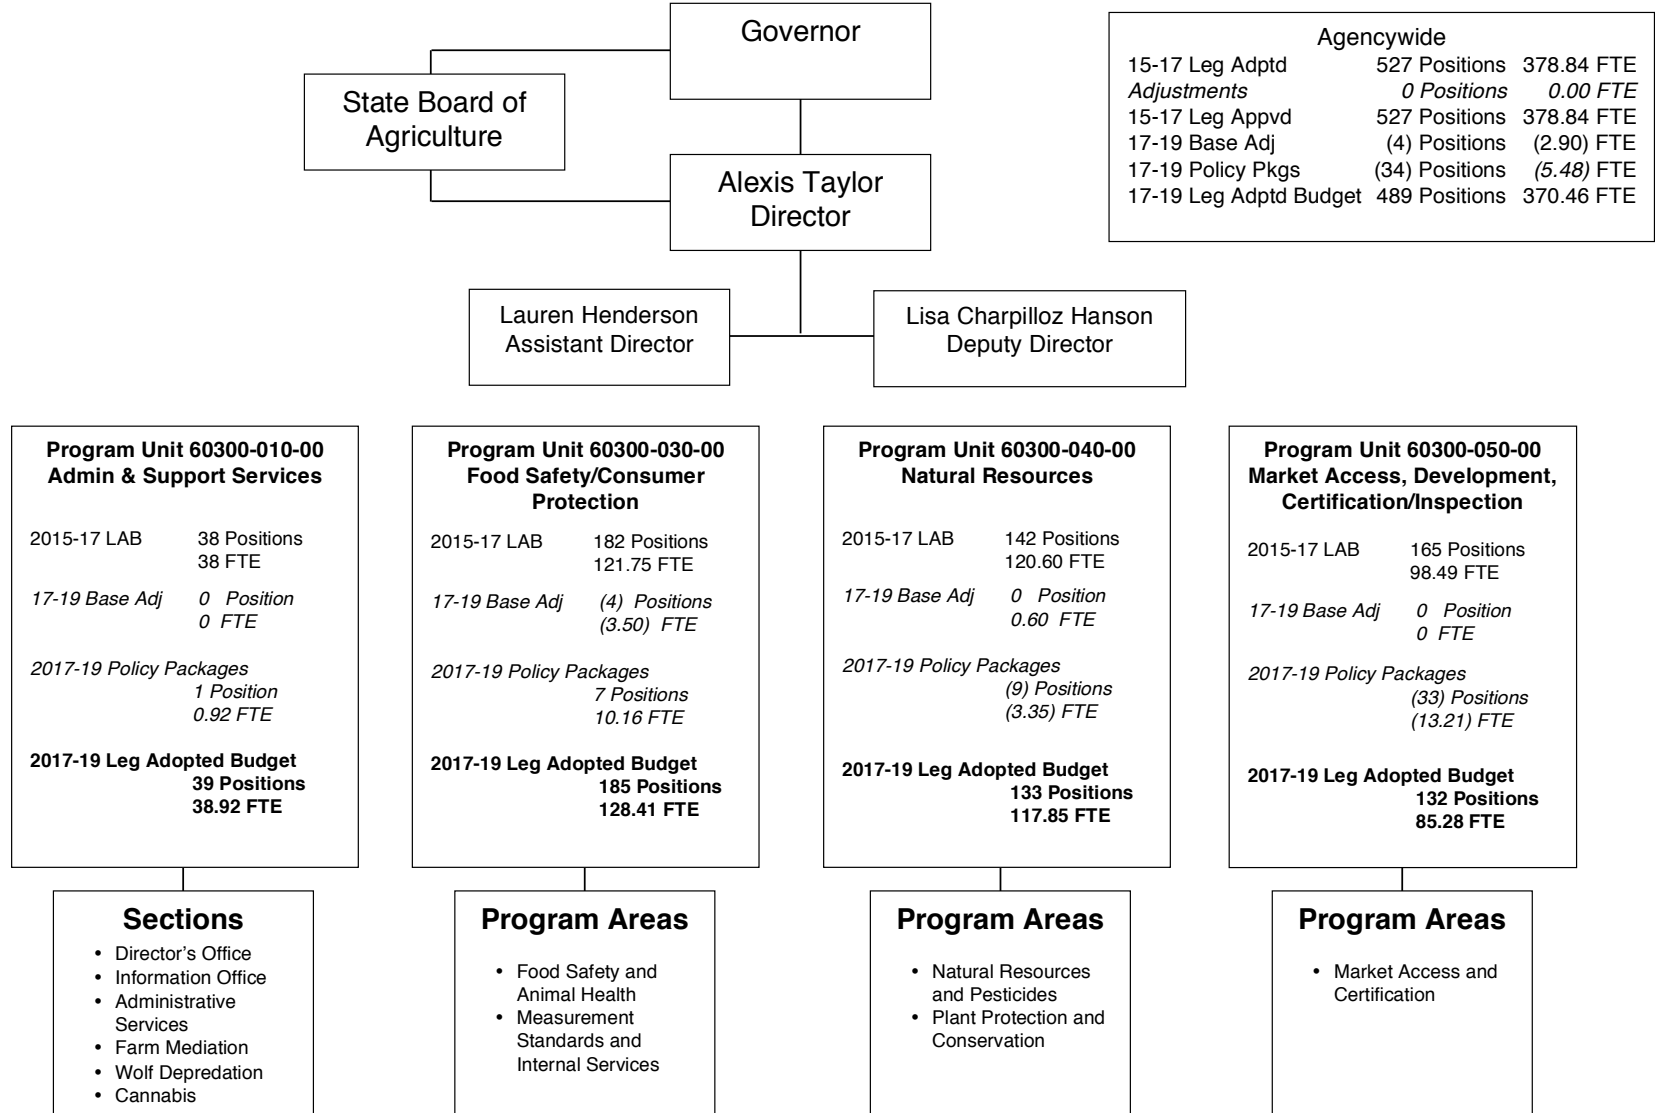 Governor
State Board of
Agriculture
Alexis Taylor
Director
Agencywide
15-17 Leg Adptd 527 Positions 378.84 FTE
Adjustments 0 Positions 0.00 FTE
15-17 Leg Appvd 527 Positions 378.84 FTE
17-19 Base Adj (4) Positions (2.90) FTE
17-19 Policy Pkgs (34) Positions (5.48) FTE
17-19 Leg Adptd Budget 489 Positions 370.46 FTE
Lauren Henderson
Assistant Director
Lisa Charpilloz Hanson
Deputy Director
Program Unit 60300-010-00
Admin & Support Services
2015-17 LAB 38 Positions
38 FTE
17-19 Base Adj 0 Position
0 FTE
2017-19 Policy Packages
1 Position
0.92 FTE
2017-19 Leg Adopted Budget
39 Positions
38.92 FTE
Sections
• Director's Office
• Information Office
• Administrative
Services
• Farm Mediation
• Wolf Depredation
• Cannabis
Program Unit 60300-030-00
Food Safety/Consumer
Protection
2015-17 LAB 182 Positions
121.75 FTE
17-19 Base Adj (4) Positions
(3.50) FTE
2017-19 Policy Packages
7 Positions
10.16 FTE
2017-19 Leg Adopted Budget
185 Positions
128.41 FTE
Program Areas
• Food Safety and
Animal Health
• Measurement
Standards and
Internal Services
Program Unit 60300-040-00
Natural Resources
2015-17 LAB 142 Positions
120.60 FTE
17-19 Base Adj 0 Position
0.60 FTE
2017-19 Policy Packages
(9) Positions
(3.35) FTE
2017-19 Leg Adopted Budget
133 Positions
117.85 FTE
Program Areas
• Natural Resources
and Pesticides
• Plant Protection and
Conservation
Program Unit 60300-050-00
Market Access, Development,
Certification/Inspection
2015-17 LAB 165 Positions
98.49 FTE
17-19 Base Adj 0 Position
0 FTE
2017-19 Policy Packages
(33) Positions
(13.21) FTE
2017-19 Leg Adopted Budget
132 Positions
85.28 FTE
Program Areas
• Market Access and
Certification